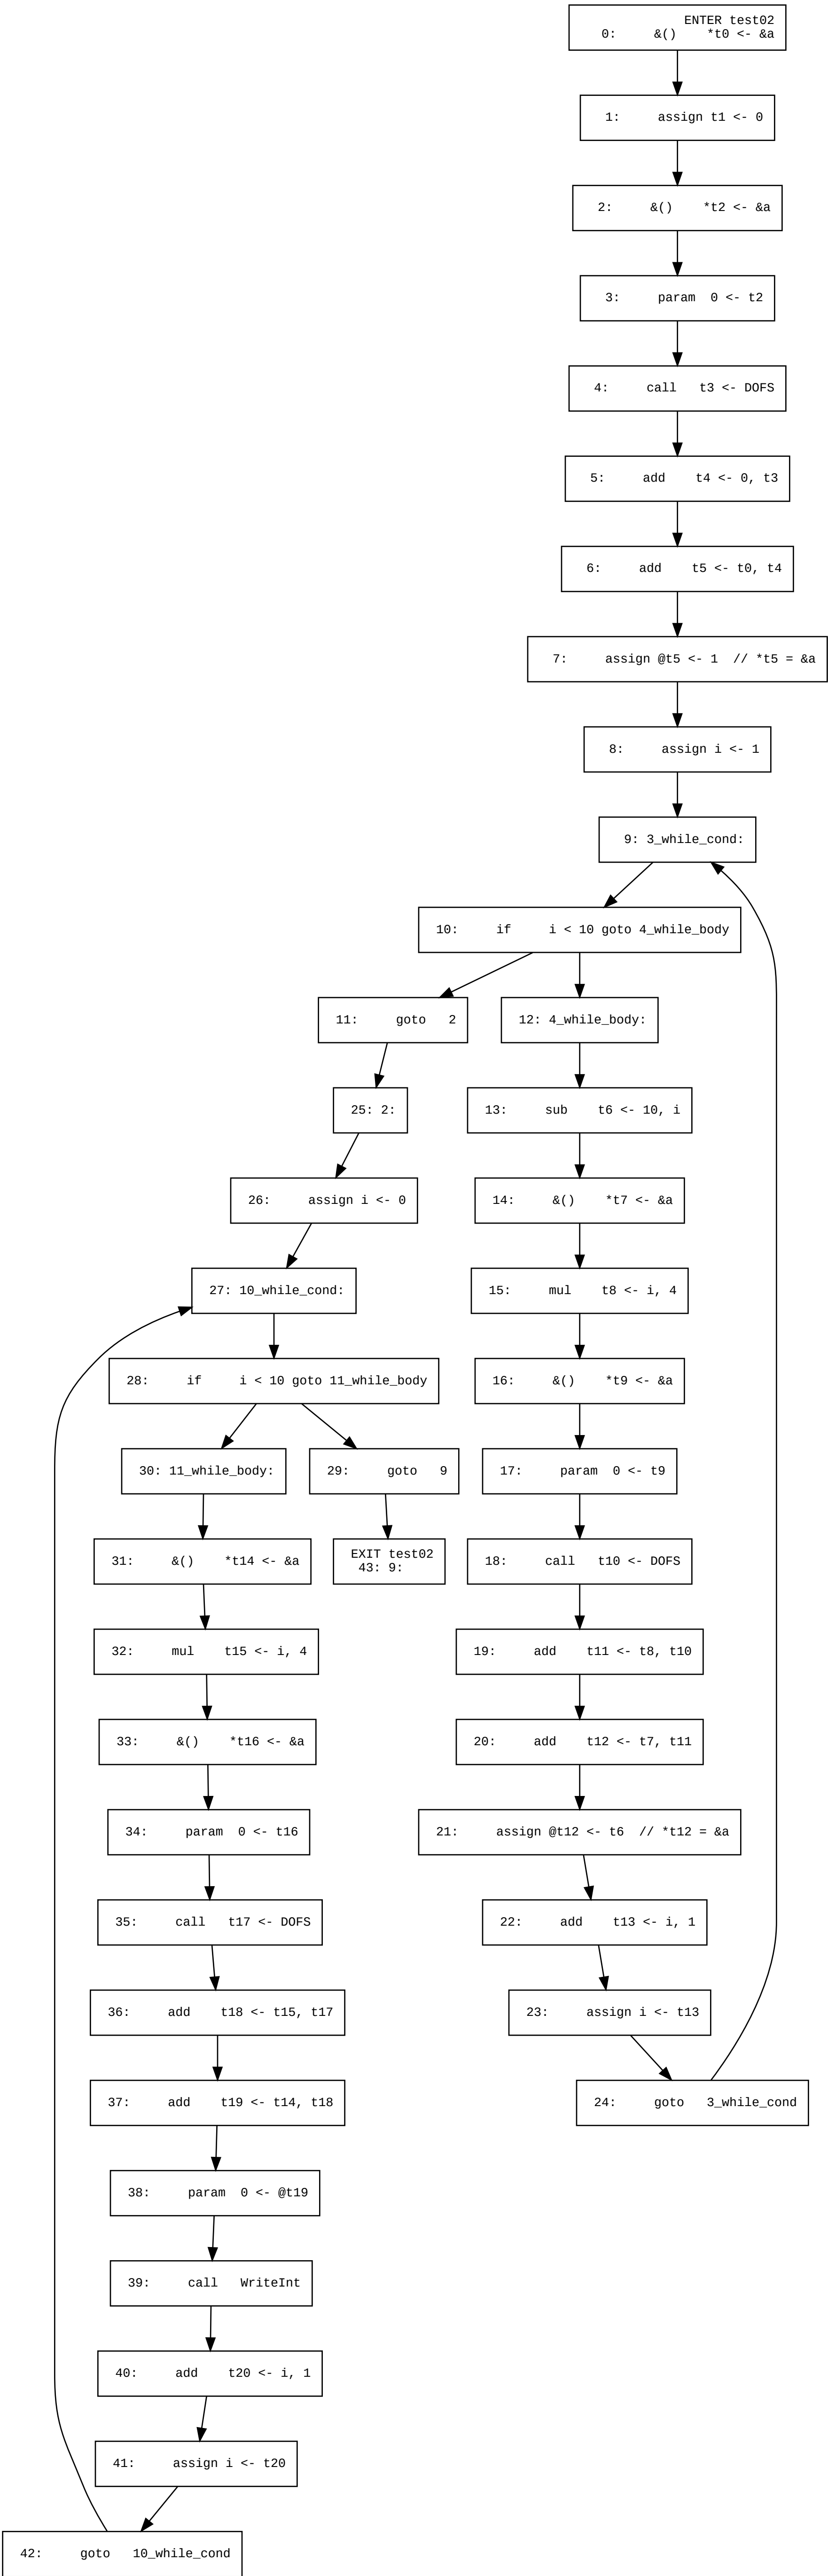 ENTER test02
0: &() *t0 <- &a
1: assign t1 <- 0
2: &() *t2 <- &a
3: param 0 <- t2
4: call t3 <- DOFS
5: add t4 <- 0, t3
6: add t5 <- t0, t4
7: assign @t5 <- 1 // *t5 = &a
8: assign i <- 1
9: 3_while_cond:
10: if i < 10 goto 4_while_body
11: goto 2
12: 4_while_body:
25: 2:
13: sub t6 <- 10, i
26: assign i <- 0
14: &() *t7 <- &a
27: 10_while_cond:
15: mul t8 <- i, 4
28: if i < 10 goto 11_while_body
16: &() *t9 <- &a
30: 11_while_body:
29: goto 9
17: param 0 <- t9
31: &() *t14 <- &a
EXIT test02
43: 9:
18: call t10 <- DOFS
32: mul t15 <- i, 4
19: add t11 <- t8, t10
33: &() *t16 <- &a
20: add t12 <- t7, t11
34: param 0 <- t16
21: assign @t12 <- t6 // *t12 = &a
35: call t17 <- DOFS
22: add t13 <- i, 1
36: add t18 <- t15, t17
23: assign i <- t13
37: add t19 <- t14, t18
24: goto 3_while_cond
38: param 0 <- @t19
39: call WriteInt
40: add t20 <- i, 1
41: assign i <- t20
42: goto 10_while_cond